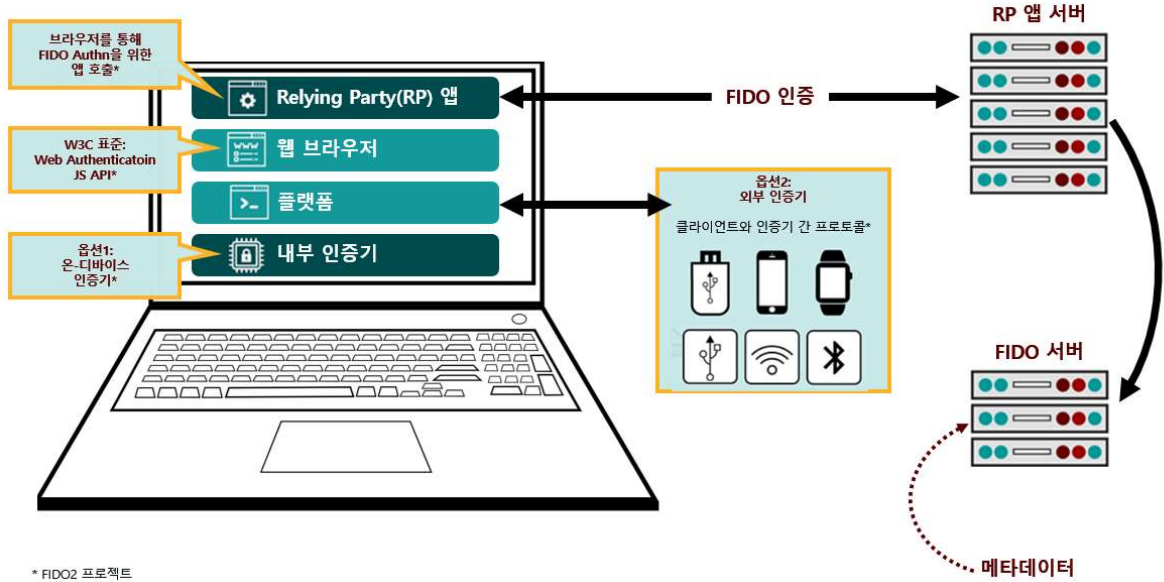 브라우저를 통해
FIDO Authn을 위한
앱 호출*
Relying Party(RP) 앱
W3C 표준:
Web Authenticatoin
JS API*
WWW
웹 브라우저
플랫폼
옵션1:
온-디바이스
인증기*
내부 인증기
FIDO 인증
RP 앱 서버
옵션2:
외부 인증기
클라이언트와 인증기 간 프로토콜*
FIDO 서버
메타데이터
* FIDO2 프로젝트